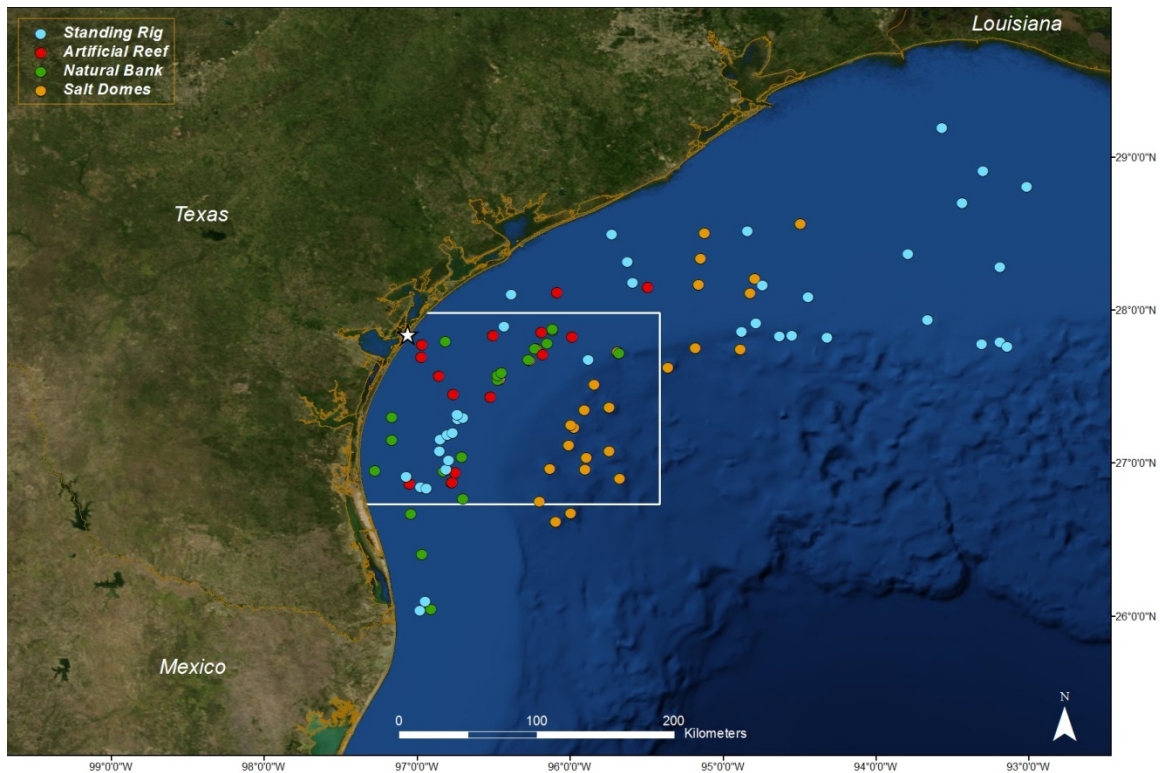 Louisiana
Standing Rig
Artificial Reef
Natural Bank
Salt Domes
29°0'0"N
Texas
28°0'0"N
27°0'0"N
26°0'0"N
Mexico
N
0 100 200
Kilometers
99°0'0"W 98°0'0"W 97°0'0"W 96°0'0"W 95°0'0"W 94°0'0"W 93°0'0"W